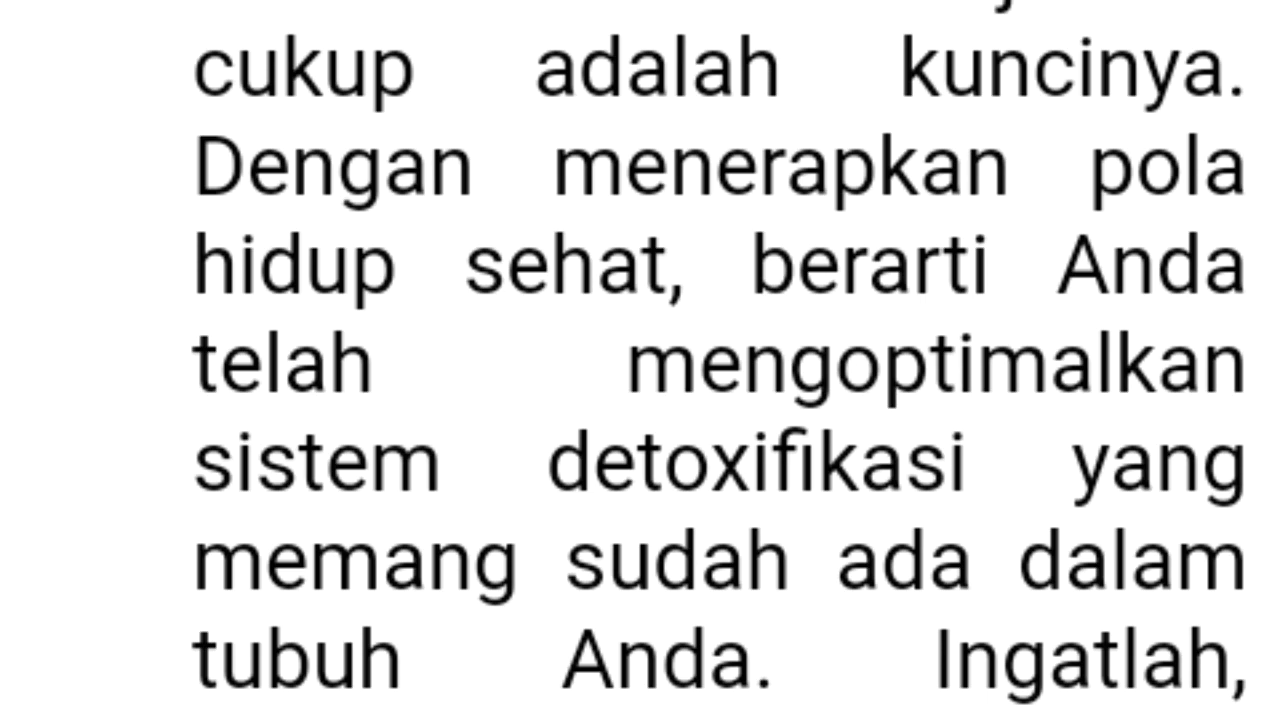 cukup adalah kuncinya.
Dengan menerapkan pola
hidup sehat, berarti Anda
telah mengoptimalkan
sistem detoxifikasi yang
memang sudah ada dalam
tubuh Anda. Ingatlah,